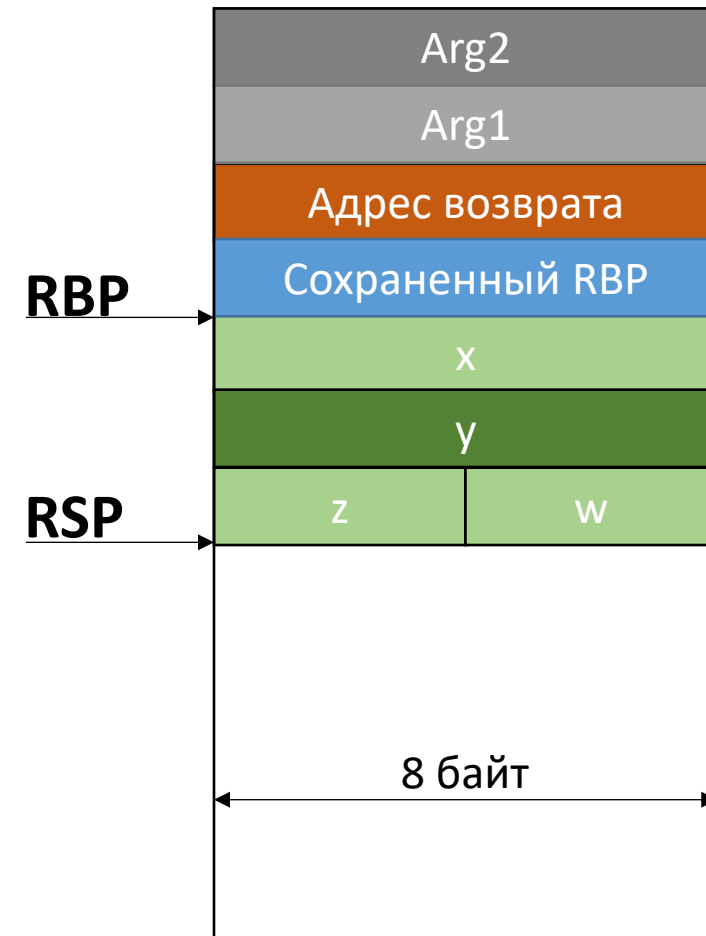 Arg2
Arg1
Адрес возврата
Сохраненный RBP
RBP
x
y
RSP
z
w
8 байт